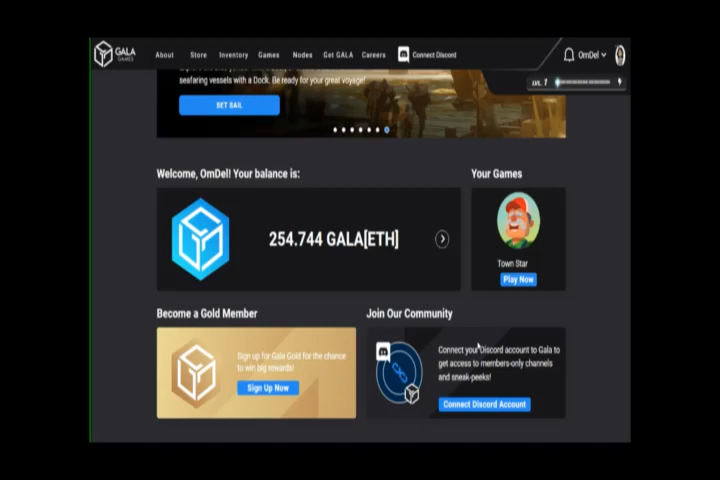 GALA
GAMES
About Store Inventory Games Nodes Get GALA Careers Connect Discord OmDel
LVL. 1
seafaring vessels with a Dock. Be ready for your great voyage!
SET SAIL
Welcome, OmDel! Your balance is:
Your Games
254.744 GALA[ETH]
Town Star
Play Now
Become a Gold Member
Join Our Community
Sign up for Gala Gold for the chance
to win big rewards!
Sign Up Now
Connect your Discord account to Gala to
get access to members-only channels
and sneak-peeks!
Connect Discord Account